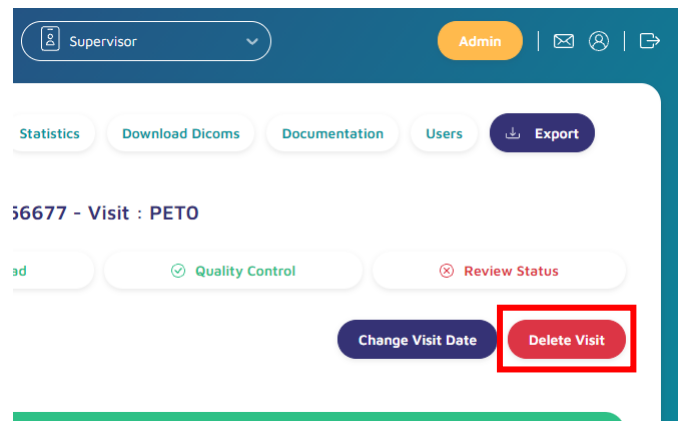 Supervisor Admin
Statistics Download Dicoms Documentation Users Export
56677 - Visit : PET0
ad Quality Control Review Status
Change Visit Date Delete Visit